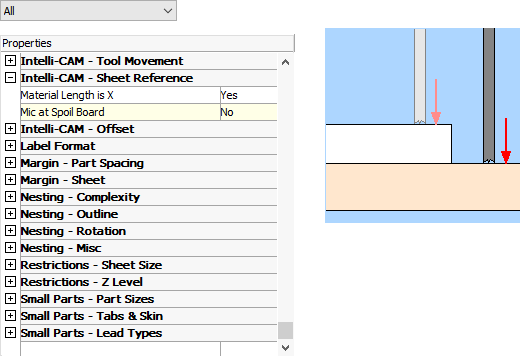 All
Properties
Intelli-CAM - Tool Movement
Intelli-CAM - Sheet Reference
Material Length is X Yes
Mic at Spoil Board No
Intelli-CAM - Offset
Label Format
Margin - Part Spacing
Margin - Sheet
Nesting - Complexity
Nesting - Outline
Nesting - Rotation
Nesting - Misc
Restrictions - Sheet Size
Restrictions - Z Level
Small Parts - Part Sizes
Small Parts - Tabs & Skin
Small Parts - Lead Types